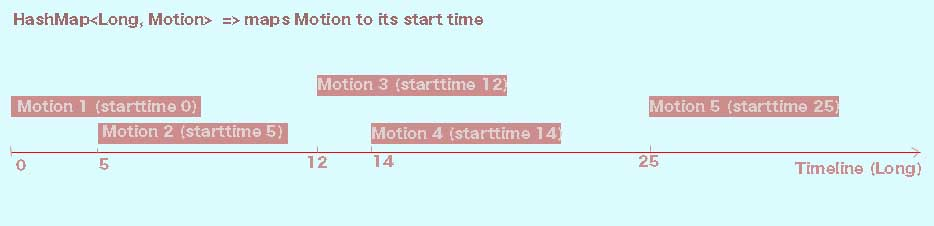 HashMap<Long, Motion> => maps Motion to its start time
Motion 3 (starttime 12)
Motion 1 (starttime 0)
Motion 5 (starttime 25)
Motion 2 (starttime 5)
Motion 4 (starttime 14)
0
5
12
14
25
Timeline (Long)